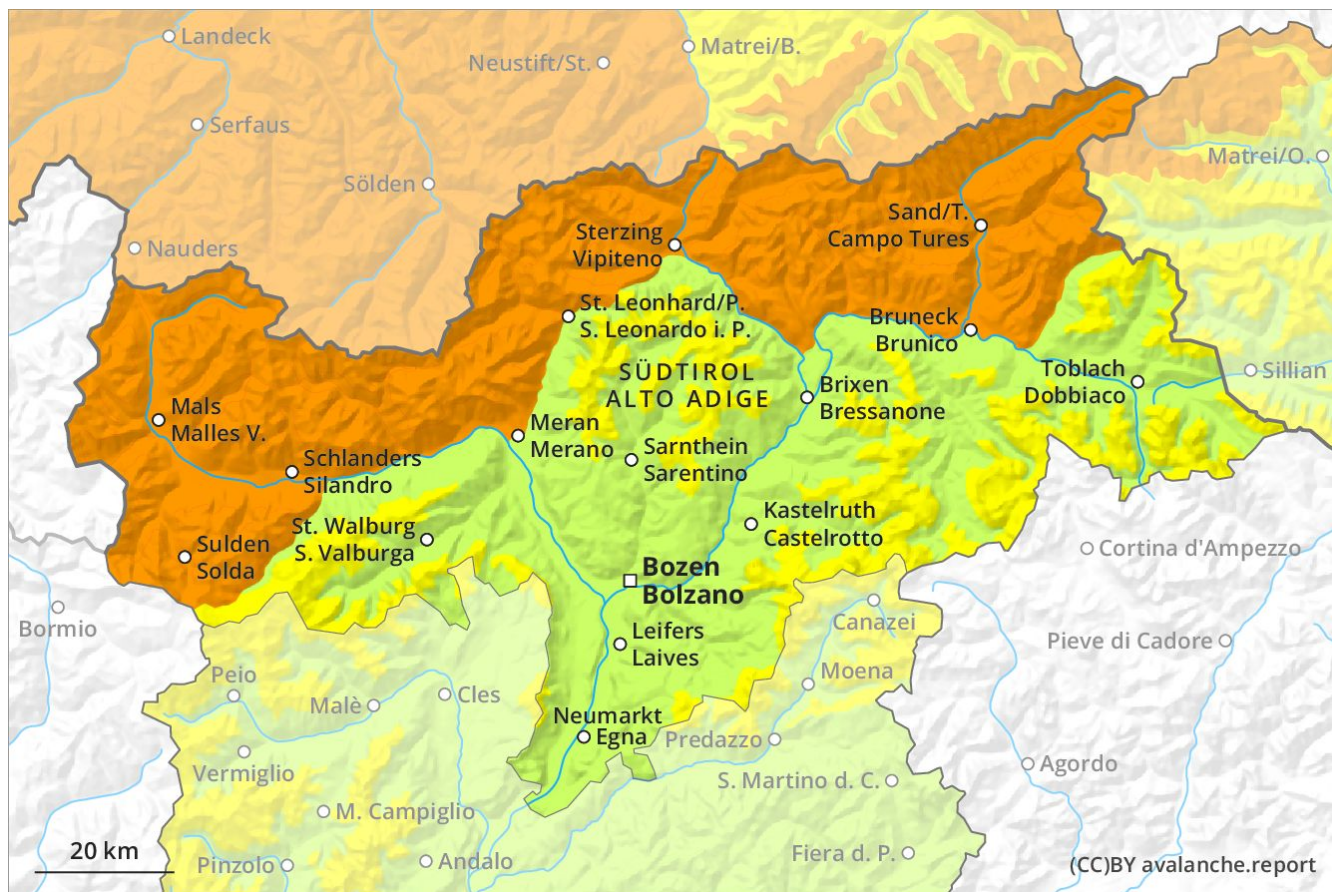 Landeck
Neustift/St.
Matrei/B.
Serfaus
Matrei/O.
Sölden
Nauders
Sand/T.
Campo Tures
Sterzing
Vipiteno
St. Leonhard/P.
S. Leonardo i. P.
Bruneck
Brunico
Toblach
Dobbiaco
Sillian
SÜDTIROL
ALTO ADIGE
Brixen
Bressanone
Mals
Malles V.
Meran
Merano
Sarnthein
Sarentino
Schlanders
Silandro
St. Walburg
S. Valburga
Kastelruth
Castelrotto
Sulden
Solda
Cortina d'Ampezzo
Bozen
Bolzano
Bormio
Canazei
Pieve di Cadore
Leifers
Laives
Peio
Moena
Malè
Cles
Neumarkt
Egna
Predazzo
Vermiglio
Agordo
S. Martino d. C.
M. Campiglio
20 km
Pinzolo
Andalo
Fiera d. P.
(CC)BY avalanche.report